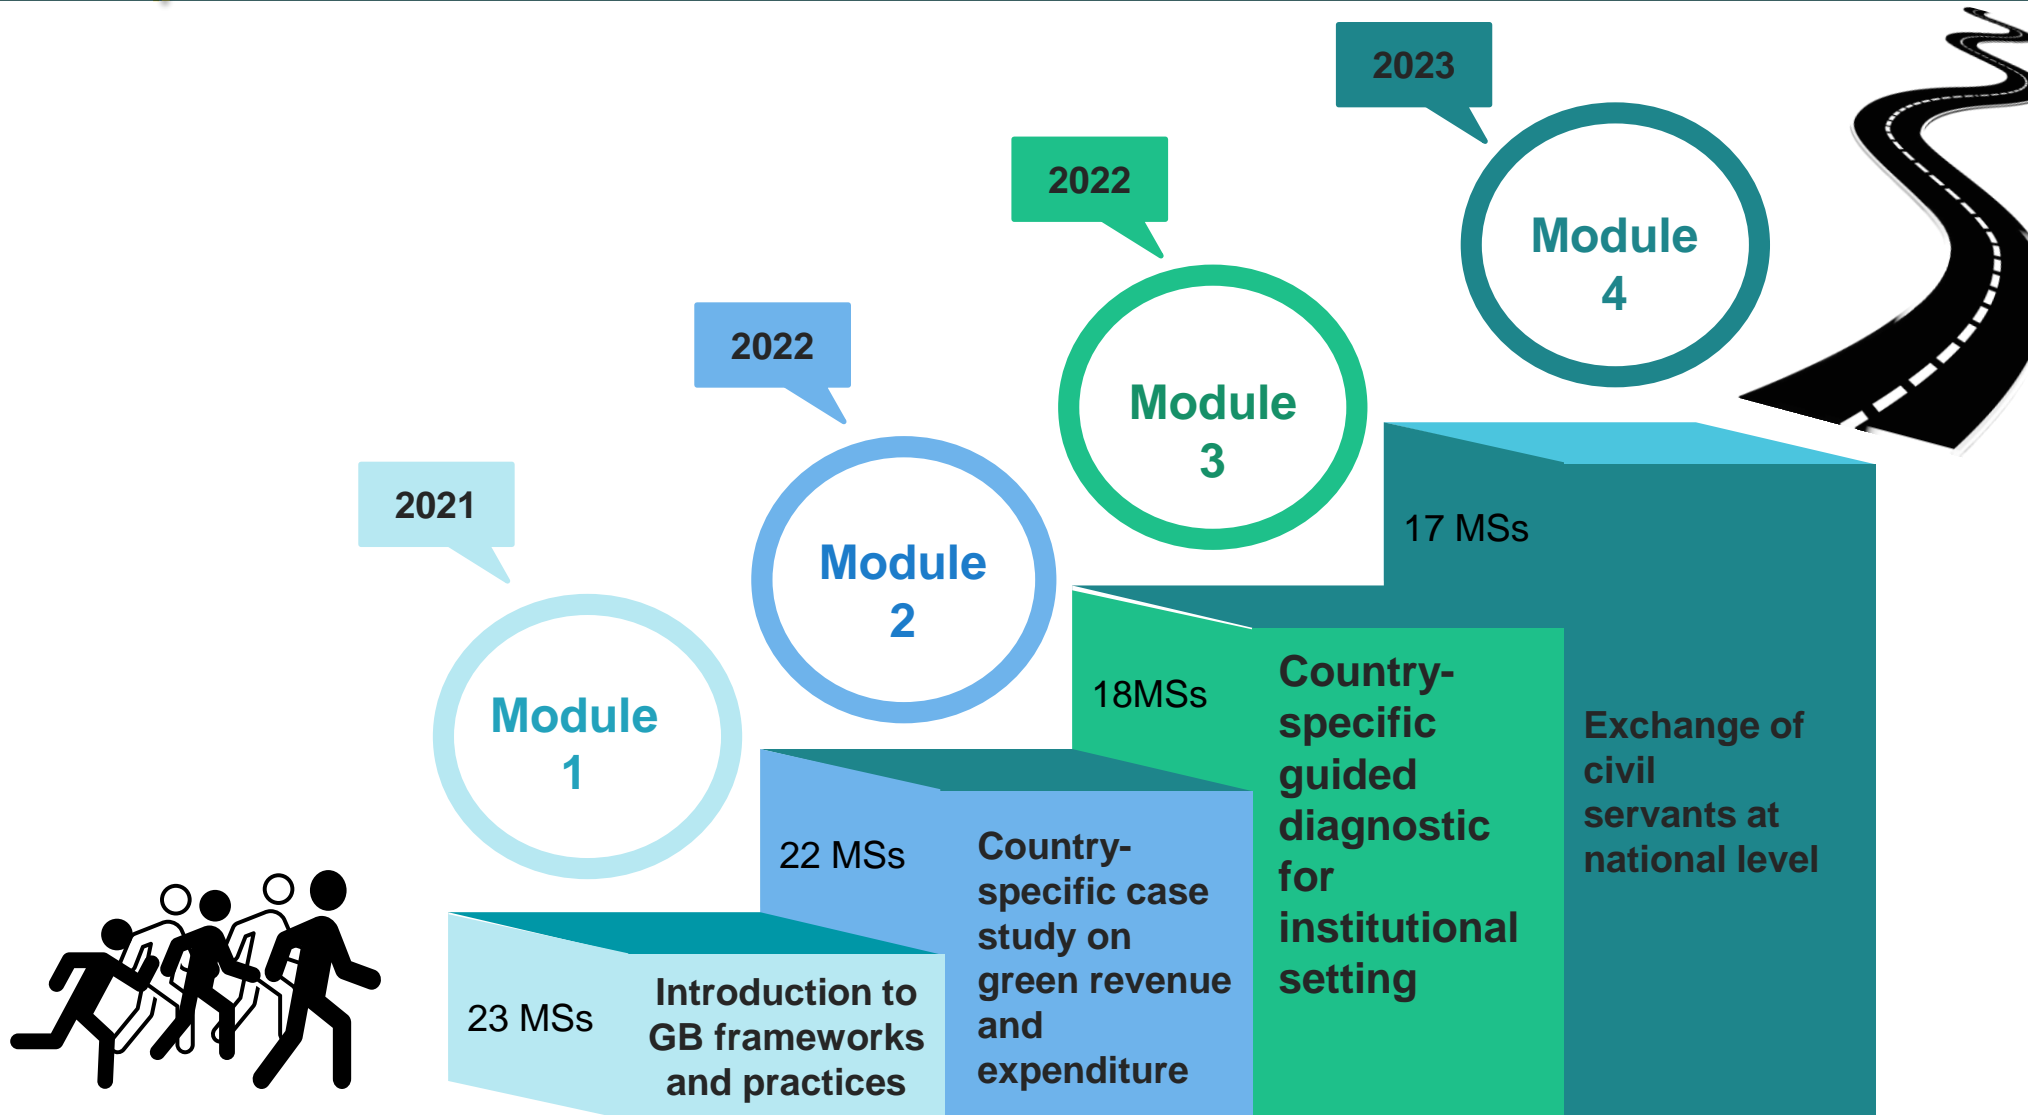 2021
Module
1
23 MSs
Introduction to
GB frameworks
and practices
2022
Module
2
22 MSs
Country-
specific case
study on
green revenue
and
expenditure
2022
Module
3
18MSs
Country-
specific
guided
diagnostic
for
institutional
setting
2023
Module
4
17 MSs
Exchange of
civil
servants at
national level